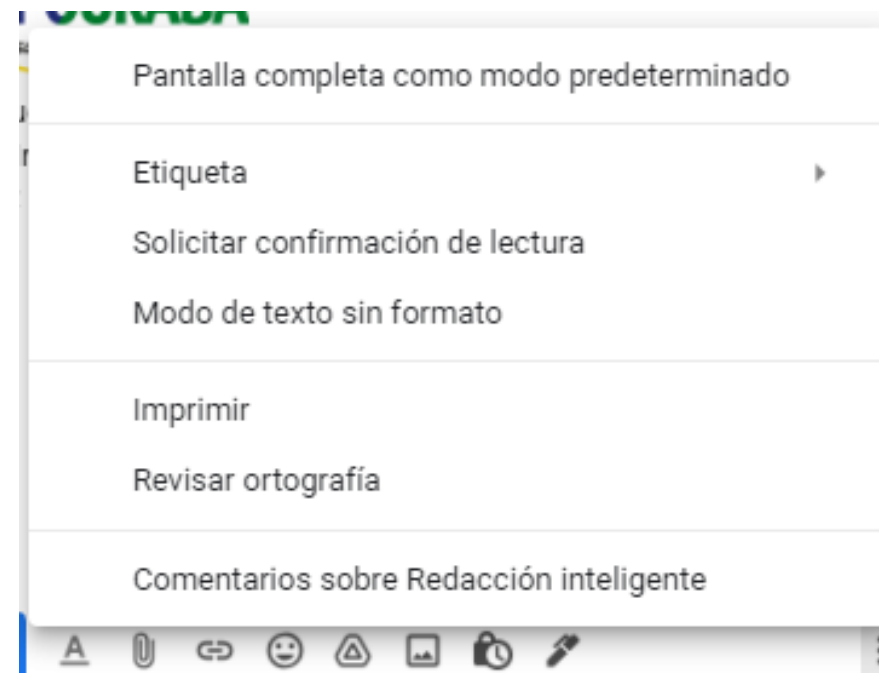 Pantalla completa como modo predeterminado
Etiqueta
Solicitar confirmación de lectura
Modo de texto sin formato
Imprimir
Revisar ortografía
Comentarios sobre Redacción inteligente